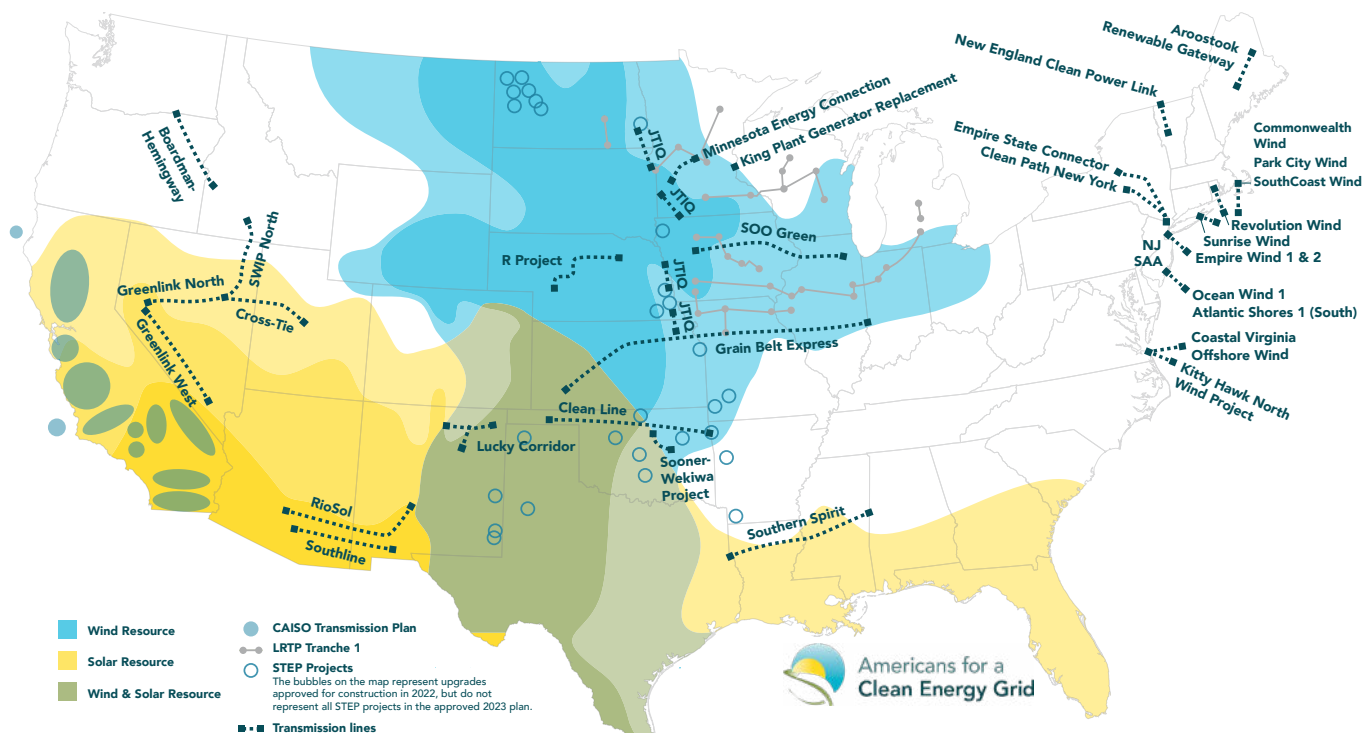 Aroostook
Renewable Gateway
New England Clean Power Link
Minnesota Energy Connection
King Plant Generator Replacement
Empire State Connector
Clean Path New York
Commonwealth
Wind
Park City Wind
SouthCoast Wind
Revolution Wind
Sunrise Wind
Empire Wind 1 & 2
NJ
SAA
Ocean Wind 1
Atlantic Shores 1 (South)
Coastal Virginia
Offshore Wind
Kitty Hawk North
Wind Project
Boardman-
Hemingway
JTIQ
JTIQ
SOO Green
R Project
JTIQ
JTIQ
SWIP North
Greenlink North
Cross-Tie
Greenlink West
Grain Belt Express
Clean Line
Lucky Corridor
Sooner-
Wekiwa
Project
RioSol
Southline
Southern Spirit
Wind Resource
Solar Resource
Wind & Solar Resource
CAISO Transmission Plan
LRTP Tranche 1
STEP Projects
The bubbles on the map represent upgrades
approved for construction in 2022, but do not
represent all STEP projects in the approved 2023 plan.
Transmission lines
Americans for a
Clean Energy Grid